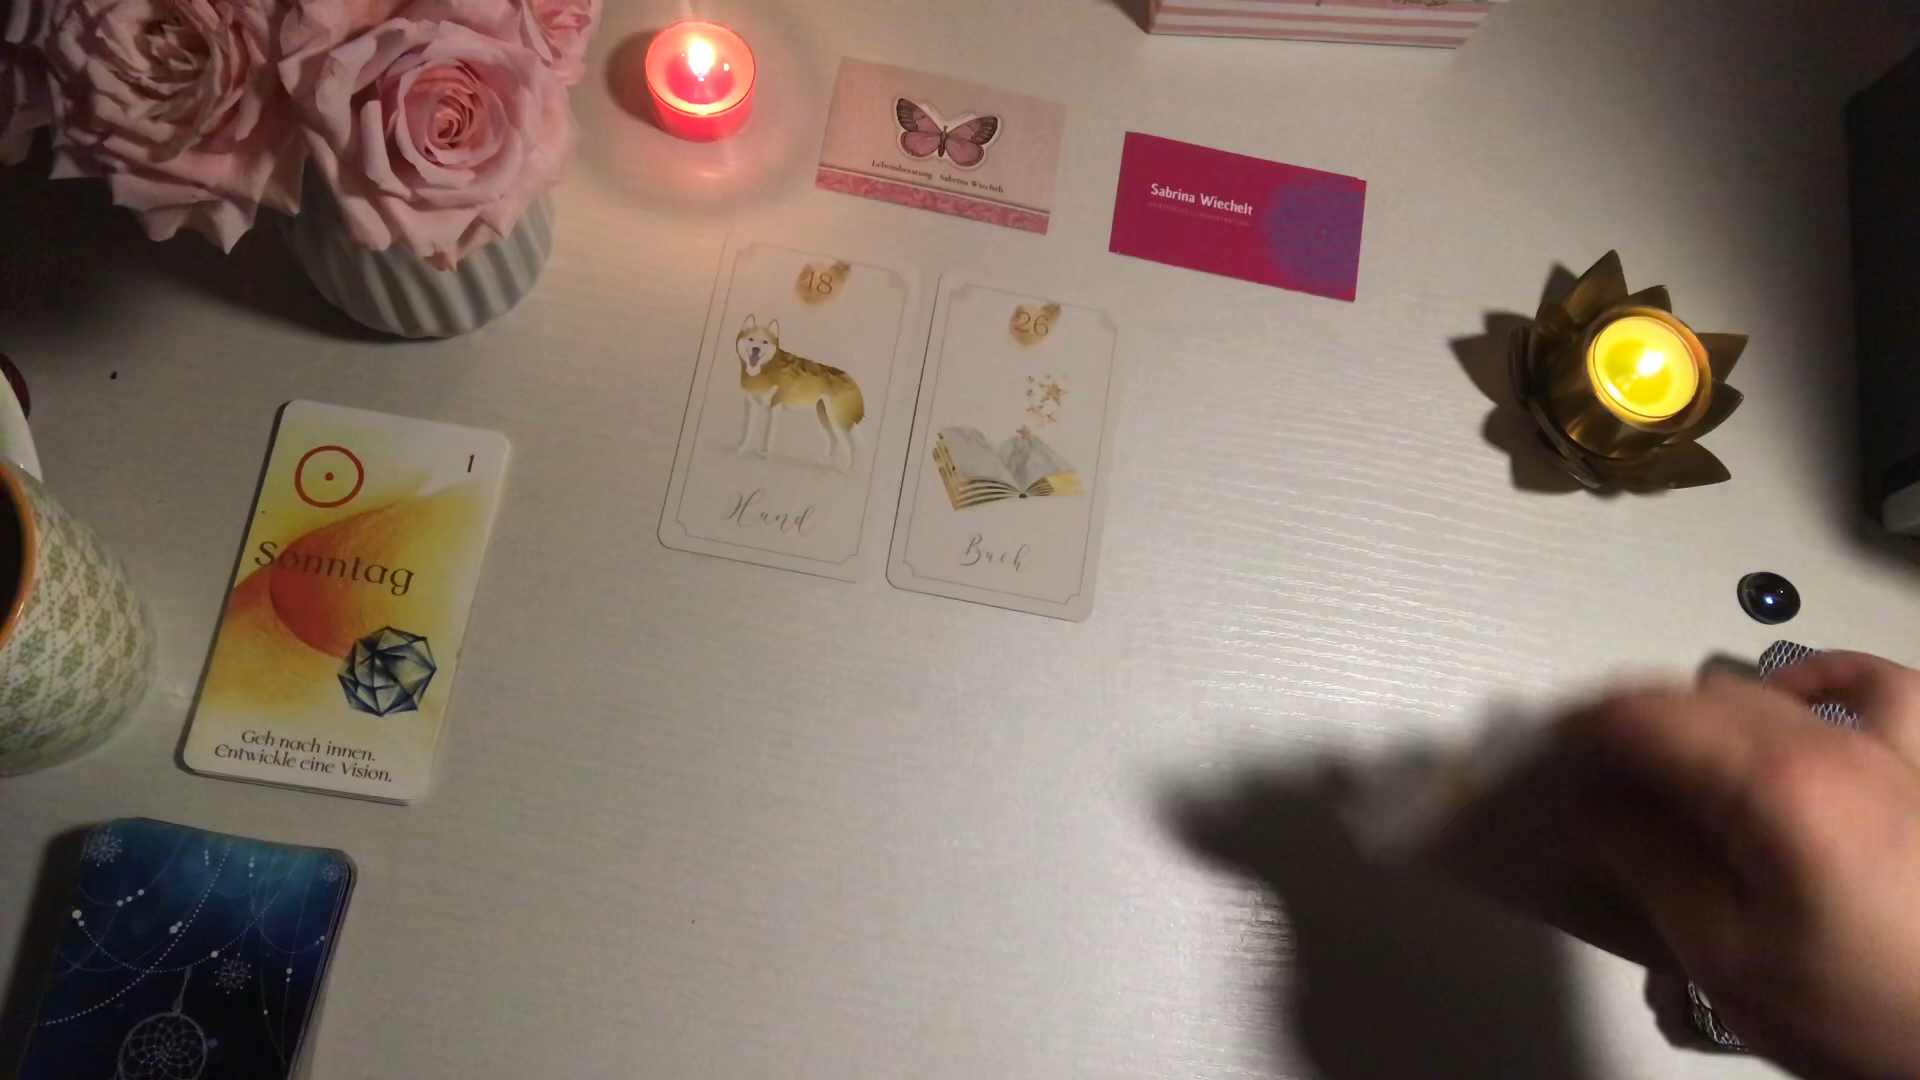 Lebensberatung Sabrina Wiechelt
Sabrina Wiechelt
18
Hund
26
Buch
1
Sonntag
Geh nach innen.
Entwickle eine Vision.